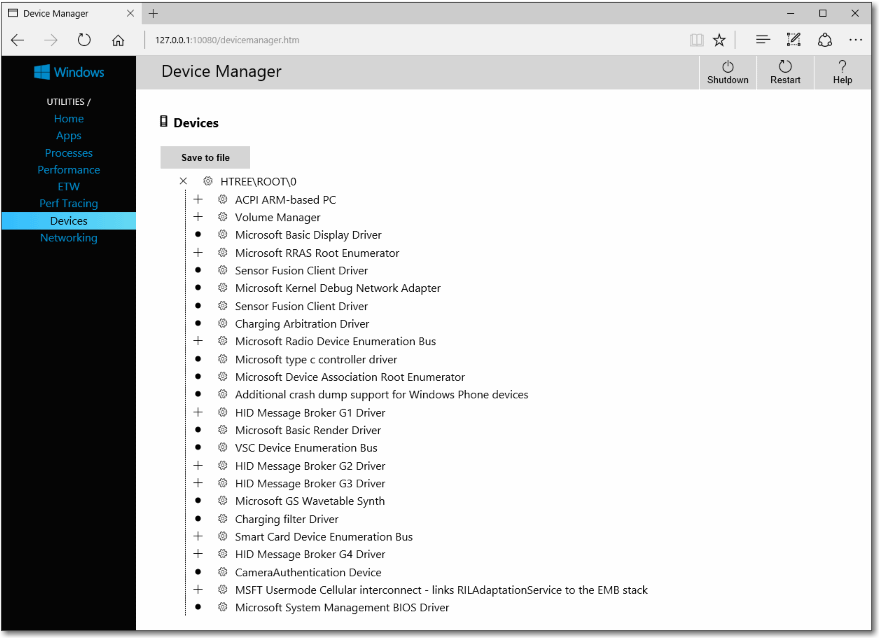 Device Manager
127.0.0.1:10080/devicemanager.htm
Windows
Device Manager
Shutdown
Restart
Help
UTILITIES /
Home
Apps
Processes
Performance
ETW
Perf Tracing
Devices
Networking
Devices
Save to file
HTREE\ROOT\0
ACPI ARM-based PC
Volume Manager
Microsoft Basic Display Driver
Microsoft RRAS Root Enumerator
Sensor Fusion Client Driver
Microsoft Kernel Debug Network Adapter
Sensor Fusion Client Driver
Charging Arbitration Driver
Microsoft Radio Device Enumeration Bus
Microsoft type c controller driver
Microsoft Device Association Root Enumerator
Additional crash dump support for Windows Phone devices
HID Message Broker G1 Driver
Microsoft Basic Render Driver
VSC Device Enumeration Bus
HID Message Broker G2 Driver
HID Message Broker G3 Driver
Microsoft GS Wavetable Synth
Charging filter Driver
Smart Card Device Enumeration Bus
HID Message Broker G4 Driver
CameraAuthentication Device
MSFT Usermode Cellular interconnect - links RILAdaptationService to the EMB stack
Microsoft System Management BIOS Driver